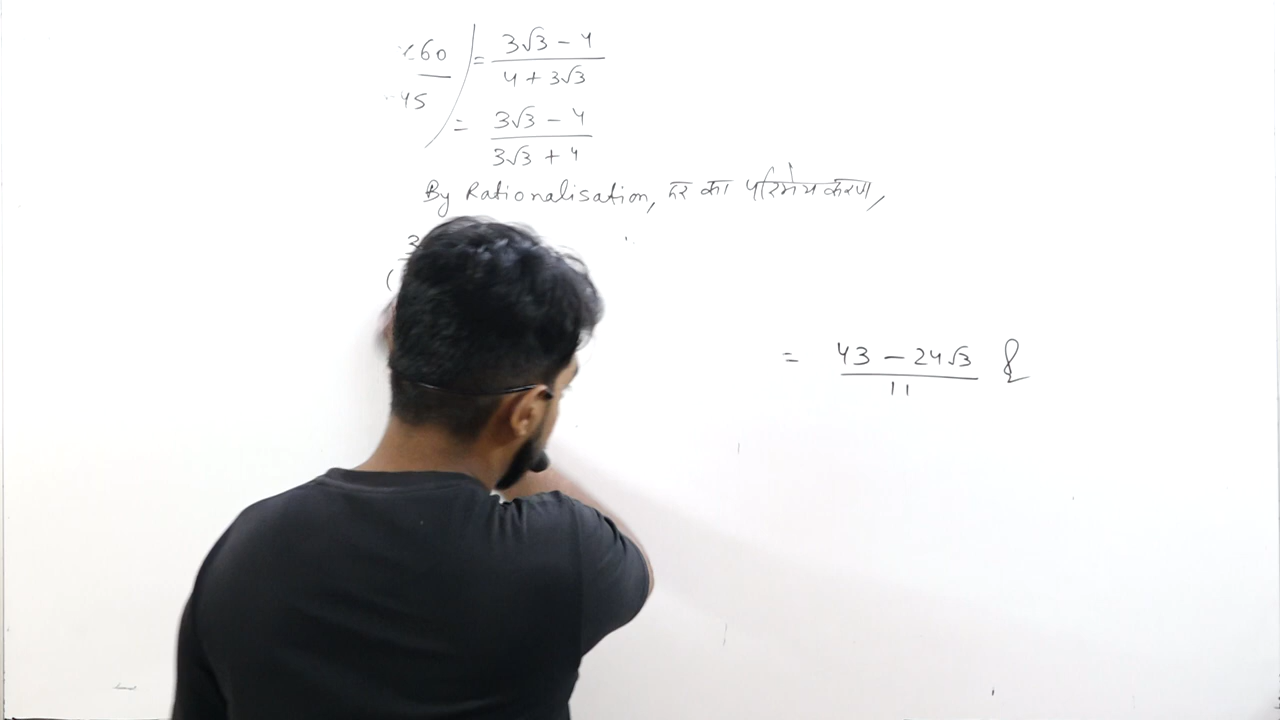 60 / 45
= 3√3 - 4 / 4 + 3√3
= 3√3 - 4 / 3√3 + 4
By Rationalisation, हर का परिमेयकरण,
3
(
= 43 - 24√3 / 11